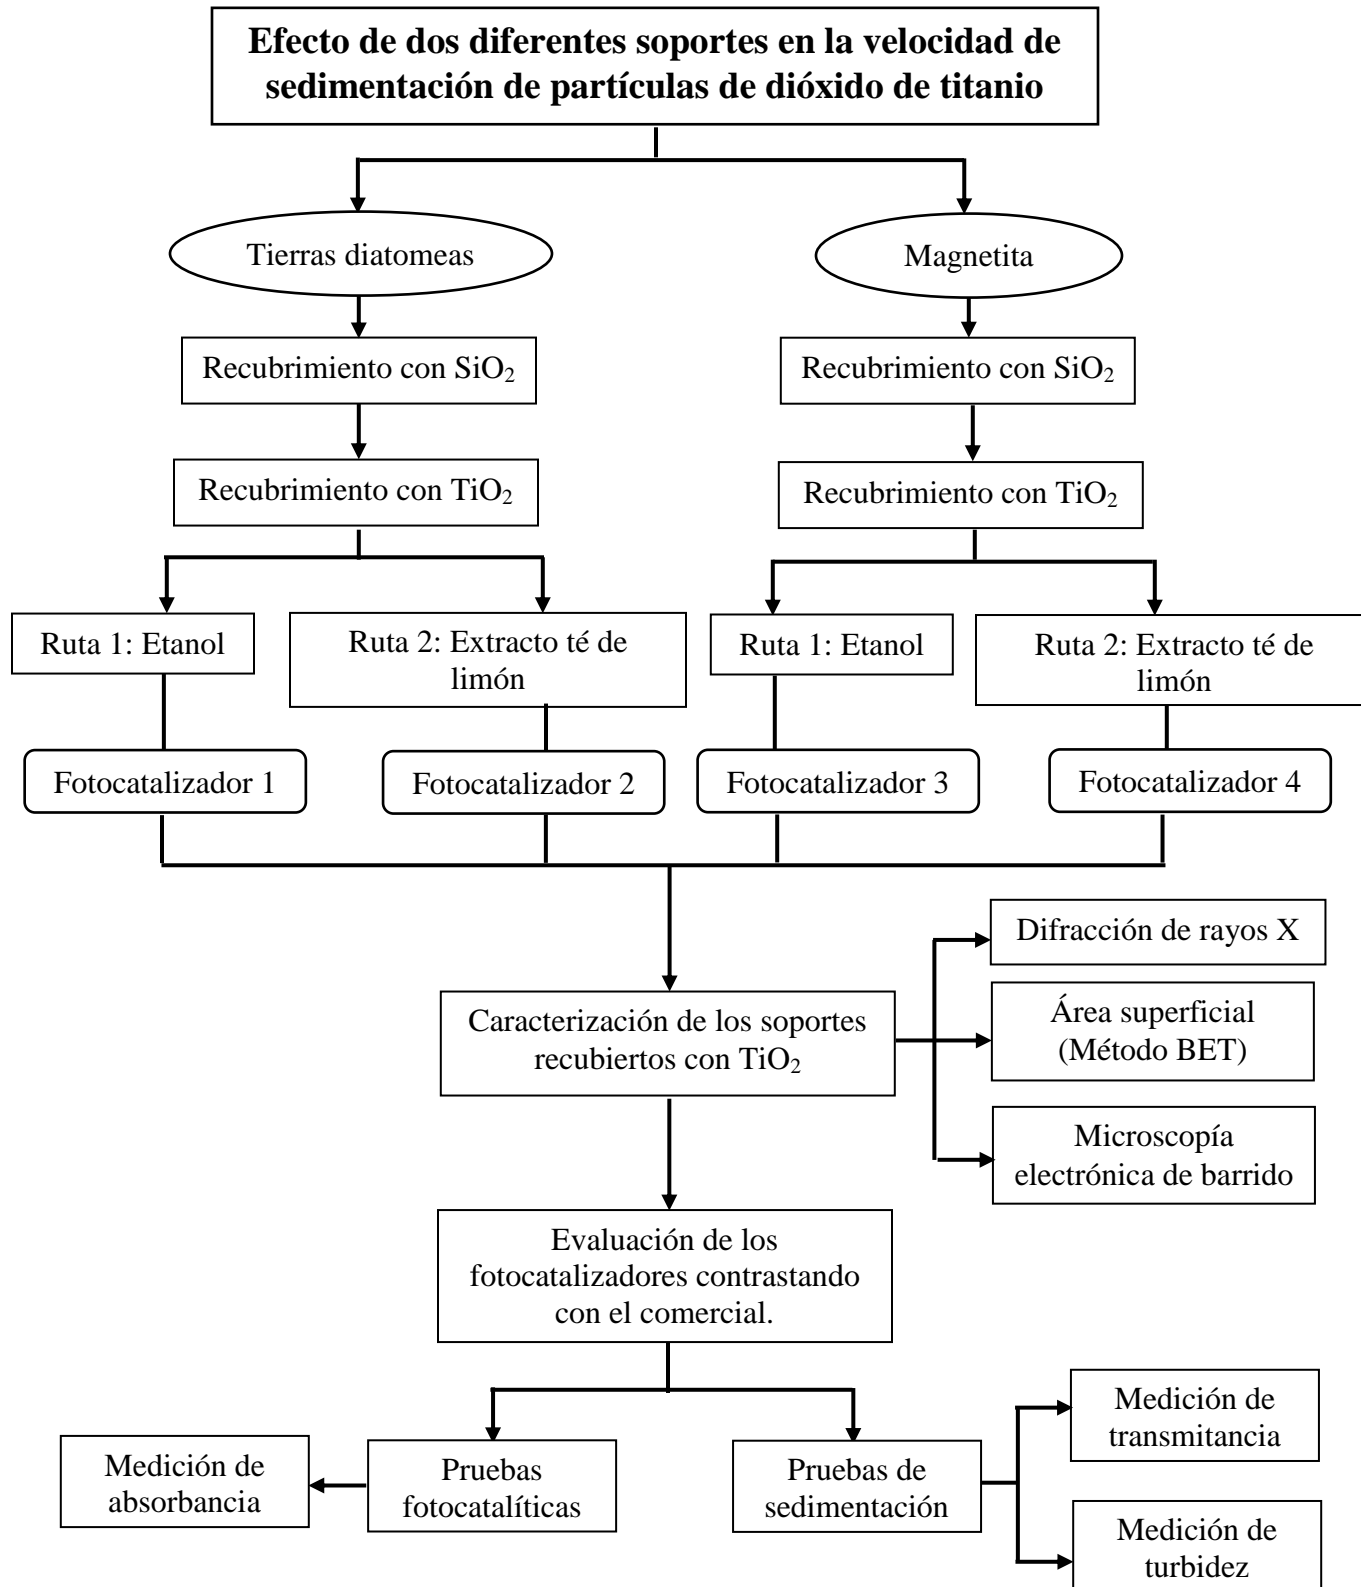 Efecto de dos diferentes soportes en la velocidad de
sedimentación de partículas de dióxido de titanio
Tierras diatomeas
Magnetita
Recubrimiento con SiO₂
Recubrimiento con SiO₂
Recubrimiento con TiO₂
Recubrimiento con TiO₂
Ruta 1: Etanol
Ruta 2: Extracto té de
limón
Ruta 1: Etanol
Ruta 2: Extracto té de
limón
Fotocatalizador 1
Fotocatalizador 2
Fotocatalizador 3
Fotocatalizador 4
Difracción de rayos X
Caracterización de los soportes
recubiertos con TiO₂
Área superficial
(Método BET)
Microscopía
electrónica de barrido
Evaluación de los
fotocatalizadores contrastando
con el comercial.
Medición de
absorbancia
Pruebas
fotocatalíticas
Pruebas de
sedimentación
Medición de
transmitancia
Medición de
turbidez